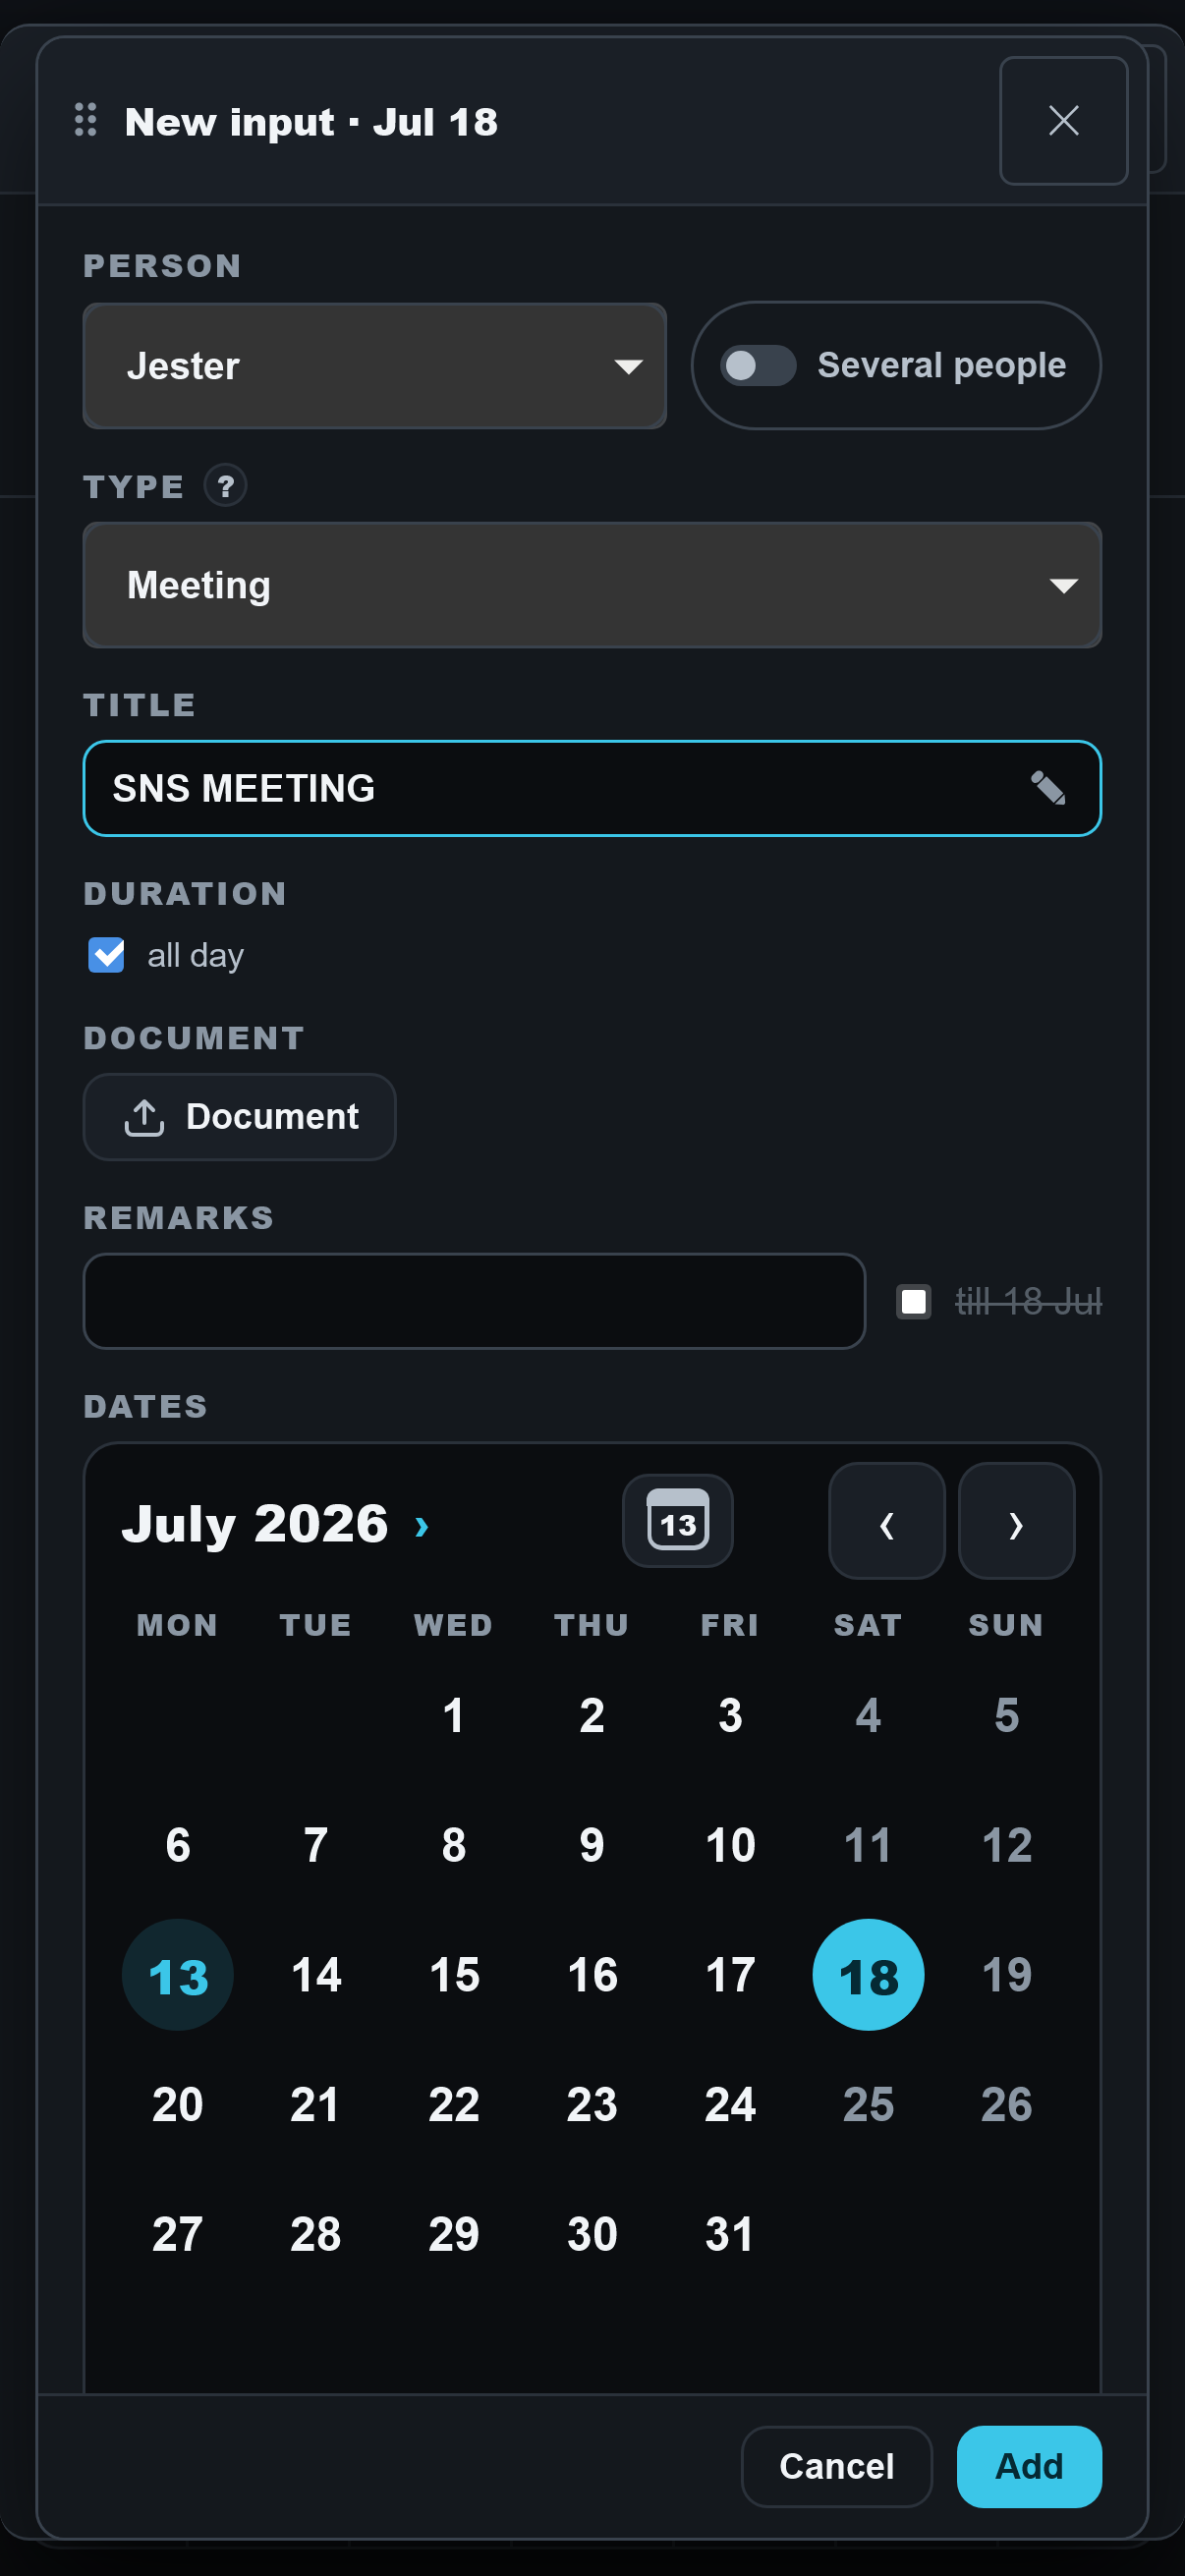 New input · Jul 18
PERSON
Jester
Several people
TYPE ?
Meeting
TITLE
SNS MEETING
DURATION
all day
DOCUMENT
Document
REMARKS
till 18 Jul
DATES
July 2026 ›
13
‹ ›
MON TUE WED THU FRI SAT SUN
1 2 3 4 5
6 7 8 9 10 11 12
13 14 15 16 17 18 19
20 21 22 23 24 25 26
27 28 29 30 31
Cancel Add